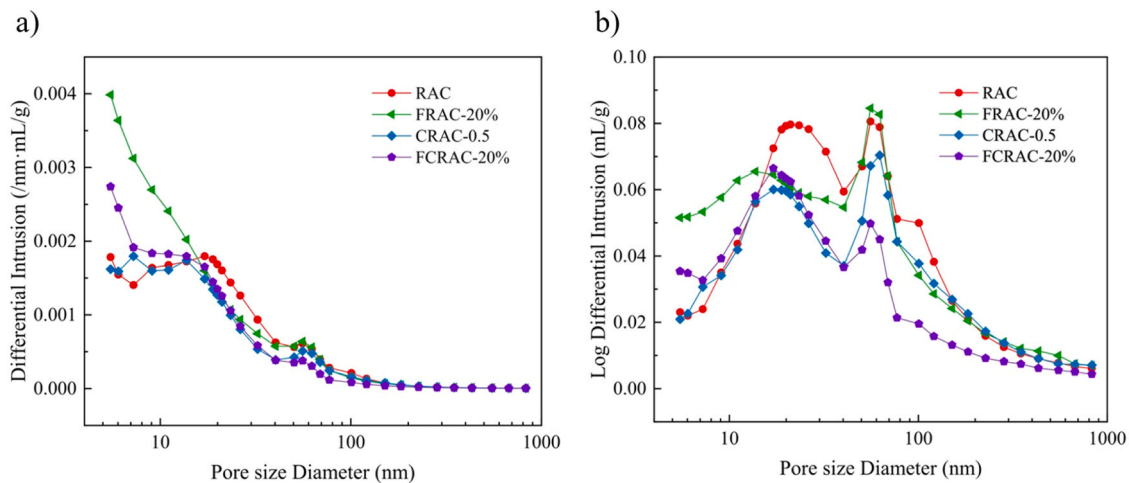 a)
Differential Intrusion (/nm·mL/g)
0.004
0.003
0.002
0.001
0.000
RAC
FRAC-20%
CRAC-0.5
FCRAC-20%
10
100
1000
Pore size Diameter (nm)
b)
Log Differential Intrusion (mL/g)
0.10
0.08
0.06
0.04
0.02
0.00
RAC
FRAC-20%
CRAC-0.5
FCRAC-20%
10
100
1000
Pore size Diameter (nm)